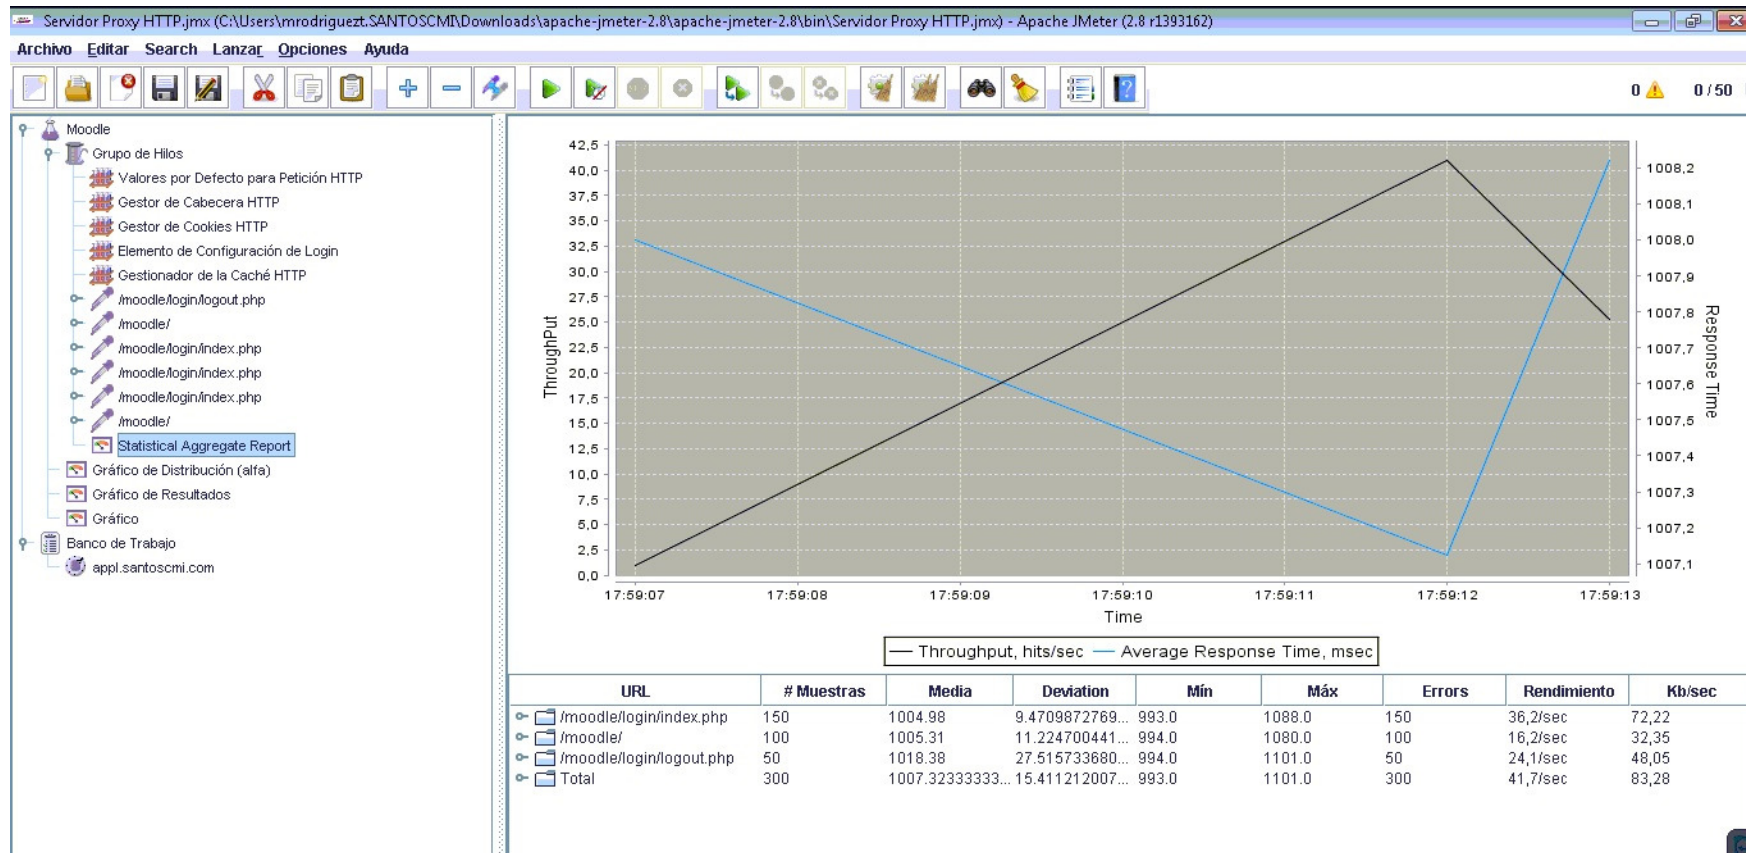 Servidor Proxy HTTP.jmx (C:\Users\mrodriguezt.SANTOSCMI\Downloads\apache-jmeter-2.8\apache-jmeter-2.8\bin\Servidor Proxy HTTP.jmx) - Apache JMeter (2.8 r1393162)
Archivo Editar Search Lanzar Opciones Ayuda
0 0 / 50
Moodle
Grupo de Hilos
Valores por Defecto para Petición HTTP
Gestor de Cabecera HTTP
Gestor de Cookies HTTP
Elemento de Configuración de Login
Gestionador de la Caché HTTP
/moodle/login/logout.php
/moodle/
/moodle/login/index.php
/moodle/login/index.php
/moodle/login/index.php
/moodle/
Statistical Aggregate Report
Gráfico de Distribución (alfa)
Gráfico de Resultados
Gráfico
Banco de Trabajo
appl.santoscmi.com
ThroughPut
42,5
40,0
37,5
35,0
32,5
30,0
27,5
25,0
22,5
20,0
17,5
15,0
12,5
10,0
7,5
5,0
2,5
0,0
1008,2
1008,1
1008,0
1007,9
1007,8
1007,7
1007,6
1007,5
1007,4
1007,3
1007,2
1007,1
Response Time
17:59:07 17:59:08 17:59:09 17:59:10 17:59:11 17:59:12 17:59:13
Time
Throughput, hits/sec Average Response Time, msec
URL # Muestras Media Deviation Mín Máx Errors Rendimiento Kb/sec
/moodle/login/index.php 150 1004.98 9.4709872769... 993.0 1088.0 150 36,2/sec 72,22
/moodle/ 100 1005.31 11.224700441... 994.0 1080.0 100 16,2/sec 32,35
/moodle/login/logout.php 50 1018.38 27.515733680... 994.0 1101.0 50 24,1/sec 48,05
Total 300 1007.32333333... 15.411212007... 993.0 1101.0 300 41,7/sec 83,28